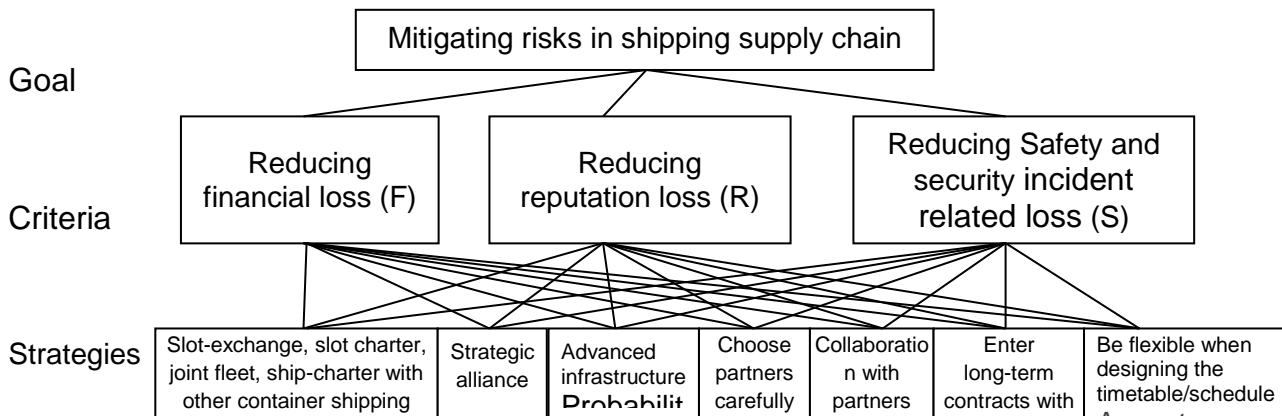 Mitigating risks in shipping supply chain
Goal
Reducing
financial loss (F)
Reducing
reputation loss (R)
Reducing Safety and
security incident
related loss (S)
Criteria
Strategies
Slot-exchange, slot charter,
joint fleet, ship-charter with
other container shipping
Strategic
alliance
Advanced
infrastructure
Choose
partners
carefully
Collaboratio
n with
partners
Enter
long-term
contracts with
Be flexible when
designing the
timetable/schedule